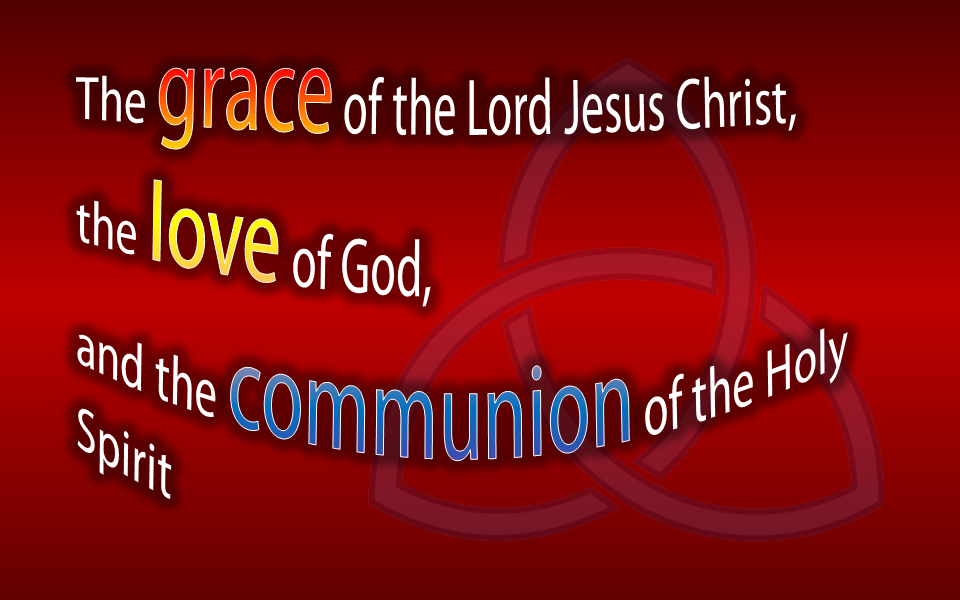 The grace of the Lord Jesus Christ,
the love of God,
and the communion of the Holy
Spirit